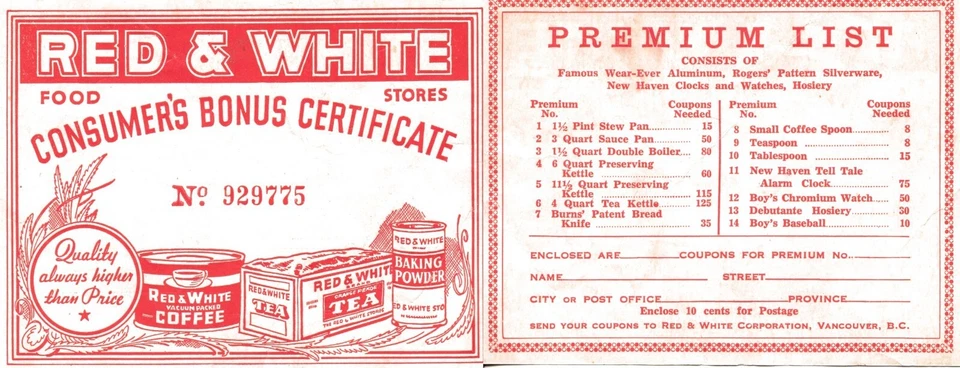 RED & WHITE
FOOD STORES
CONSUMER'S BONUS CERTIFICATE
No 929775
Quality
always higher
than Price
RED & WHITE
VACUUM PACKED
COFFEE
RED & WHITE
TEA
RED & WHITE
ORANGE PEKOE
TEA
THE RED & WHITE STORES
RED & WHITE
BAKING
POWDER
RED & WHITE STO
PREMIUM LIST
CONSISTS OF
Famous Wear-Ever Aluminum, Rogers' Pattern Silverware,
New Haven Clocks and Watches, Hosiery
Premium Coupons
No. Needed
1 1½ Pint Stew Pan 15
2 3 Quart Sauce Pan 50
3 1½ Quart Double Boiler 80
4 6 Quart Preserving
Kettle 60
5 11½ Quart Preserving
Kettle 115
6 4 Quart Tea Kettle 125
7 Burns' Patent Bread
Knife 35
Premium Coupons
No. Needed
8 Small Coffee Spoon 8
9 Teaspoon 8
10 Tablespoon 15
11 New Haven Tell Tale
Alarm Clock 75
12 Boy's Chromium Watch 50
13 Debutante Hosiery 30
14 Boy's Baseball 10
ENCLOSED ARE COUPONS FOR PREMIUM No.
NAME STREET
CITY OR POST OFFICE PROVINCE
Enclose 10 cents for Postage
SEND YOUR COUPONS TO RED & WHITE CORPORATION, VANCOUVER, B.C.